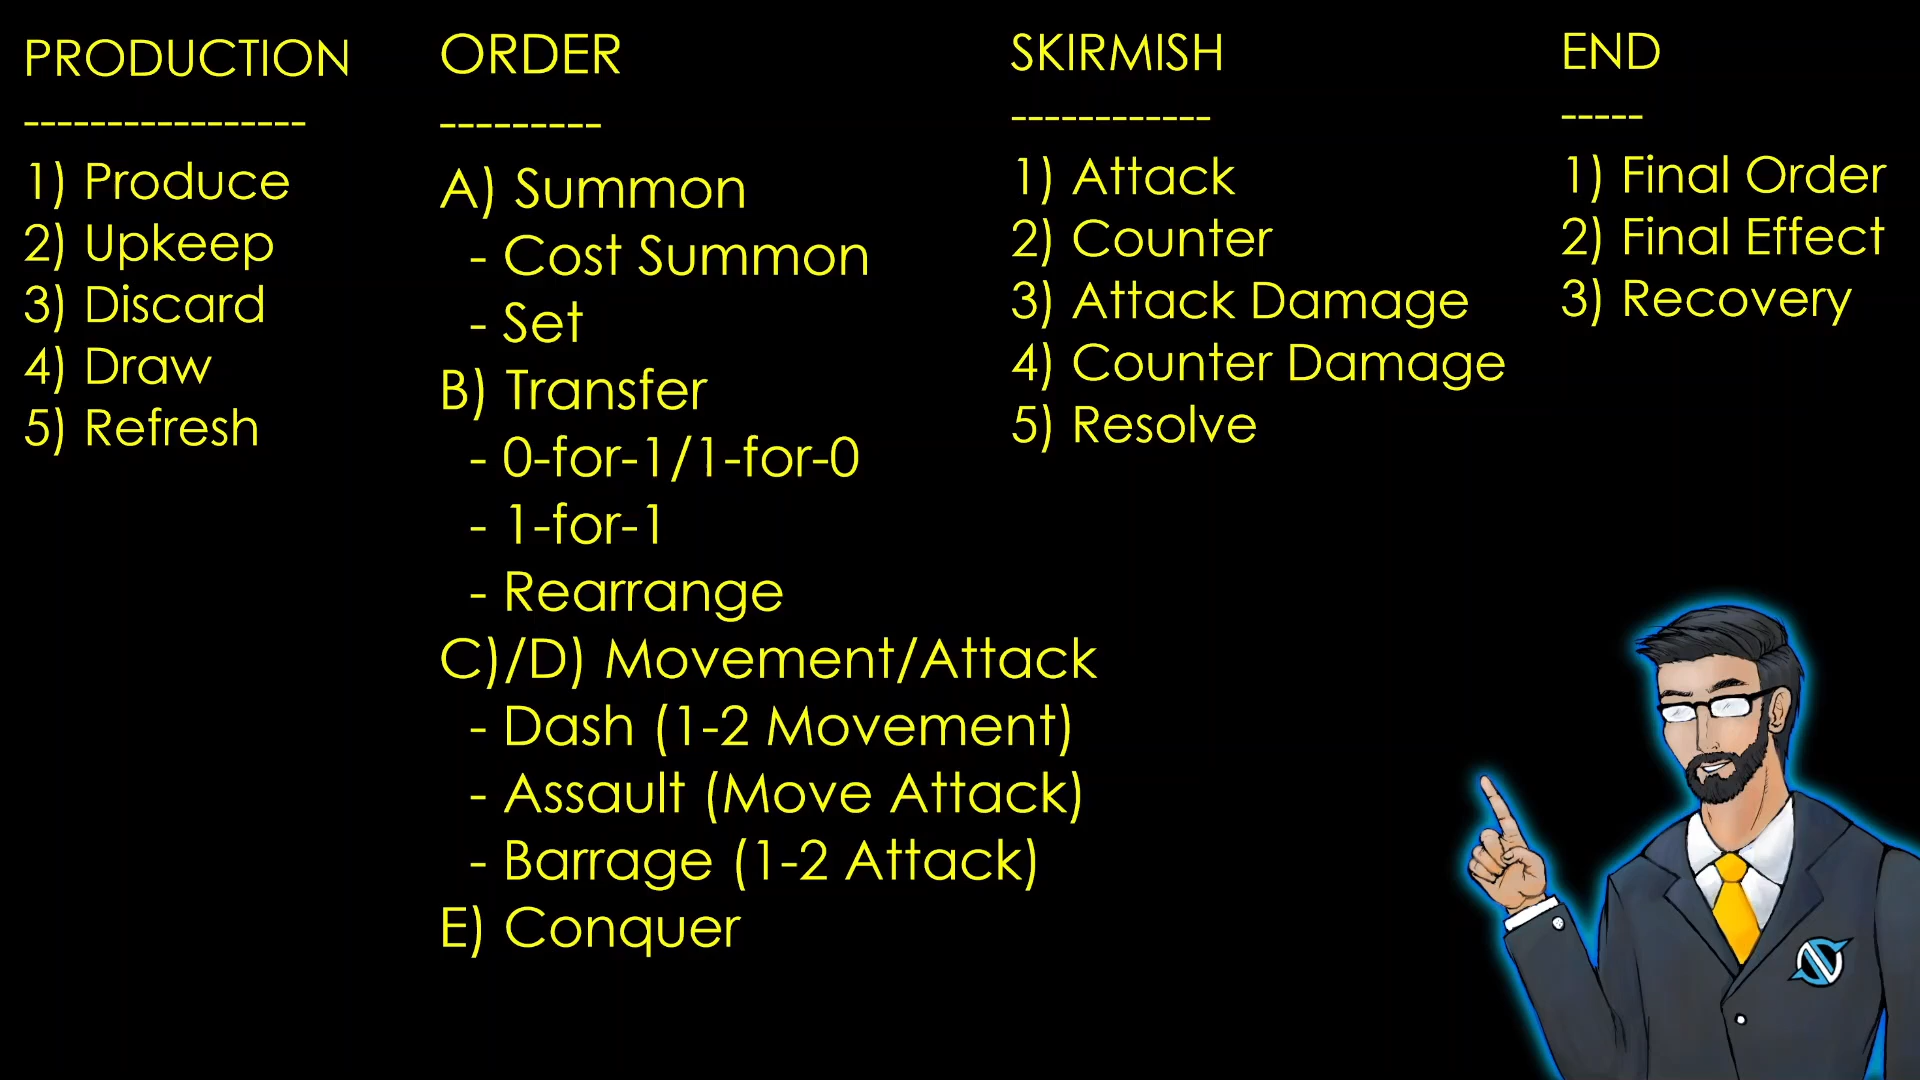 PRODUCTION
-----------------
1) Produce
2) Upkeep
3) Discard
4) Draw
5) Refresh
ORDER
---------
A) Summon
- Cost Summon
- Set
B) Transfer
- 0-for-1/1-for-0
- 1-for-1
- Rearrange
C)/D) Movement/Attack
- Dash (1-2 Movement)
- Assault (Move Attack)
- Barrage (1-2 Attack)
E) Conquer
SKIRMISH
------------
1) Attack
2) Counter
3) Attack Damage
4) Counter Damage
5) Resolve
END
-----
1) Final Order
2) Final Effect
3) Recovery